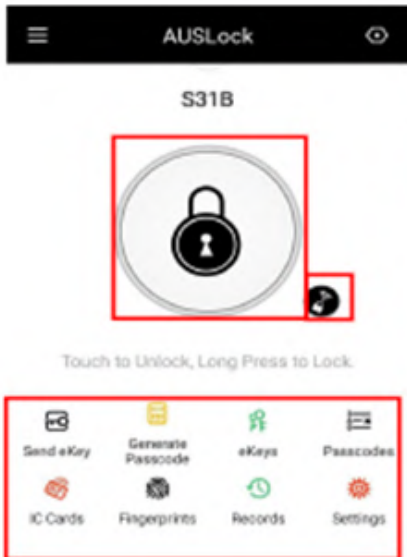 AUSLock
S31B
Touch to Unlock, Long Press to Lock.
Send eKey
Generate
Passcode
eKeys
Passcodes
IC Cards
Fingerprints
Records
Settings